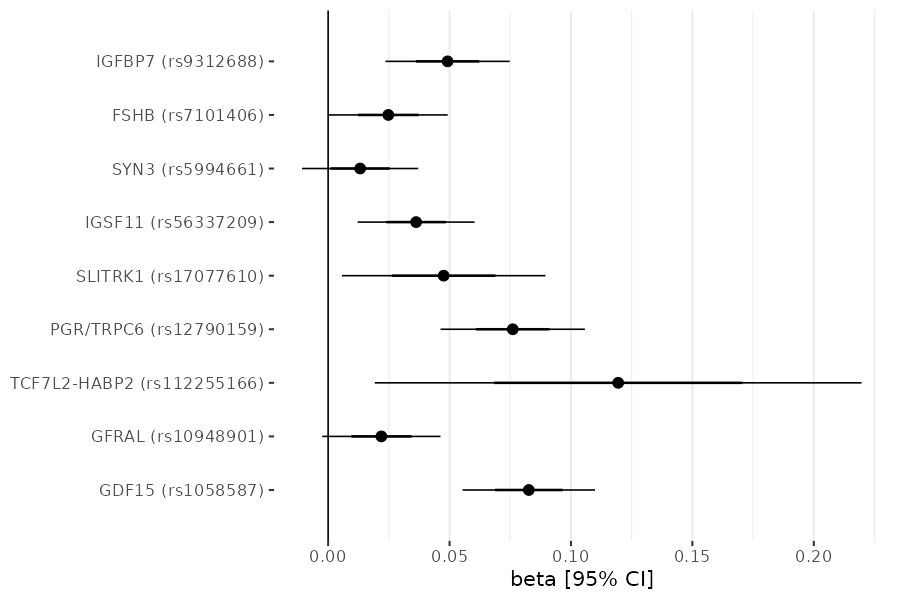 IGFBP7 (rs9312688)
FSHB (rs7101406)
SYN3 (rs5994661)
IGSF11 (rs56337209)
SLITRK1 (rs17077610)
PGR/TRPC6 (rs12790159)
TCF7L2-HABP2 (rs112255166)
GFRAL (rs10948901)
GDF15 (rs1058587)
0.00 0.05 0.10 0.15 0.20
beta [95% CI]